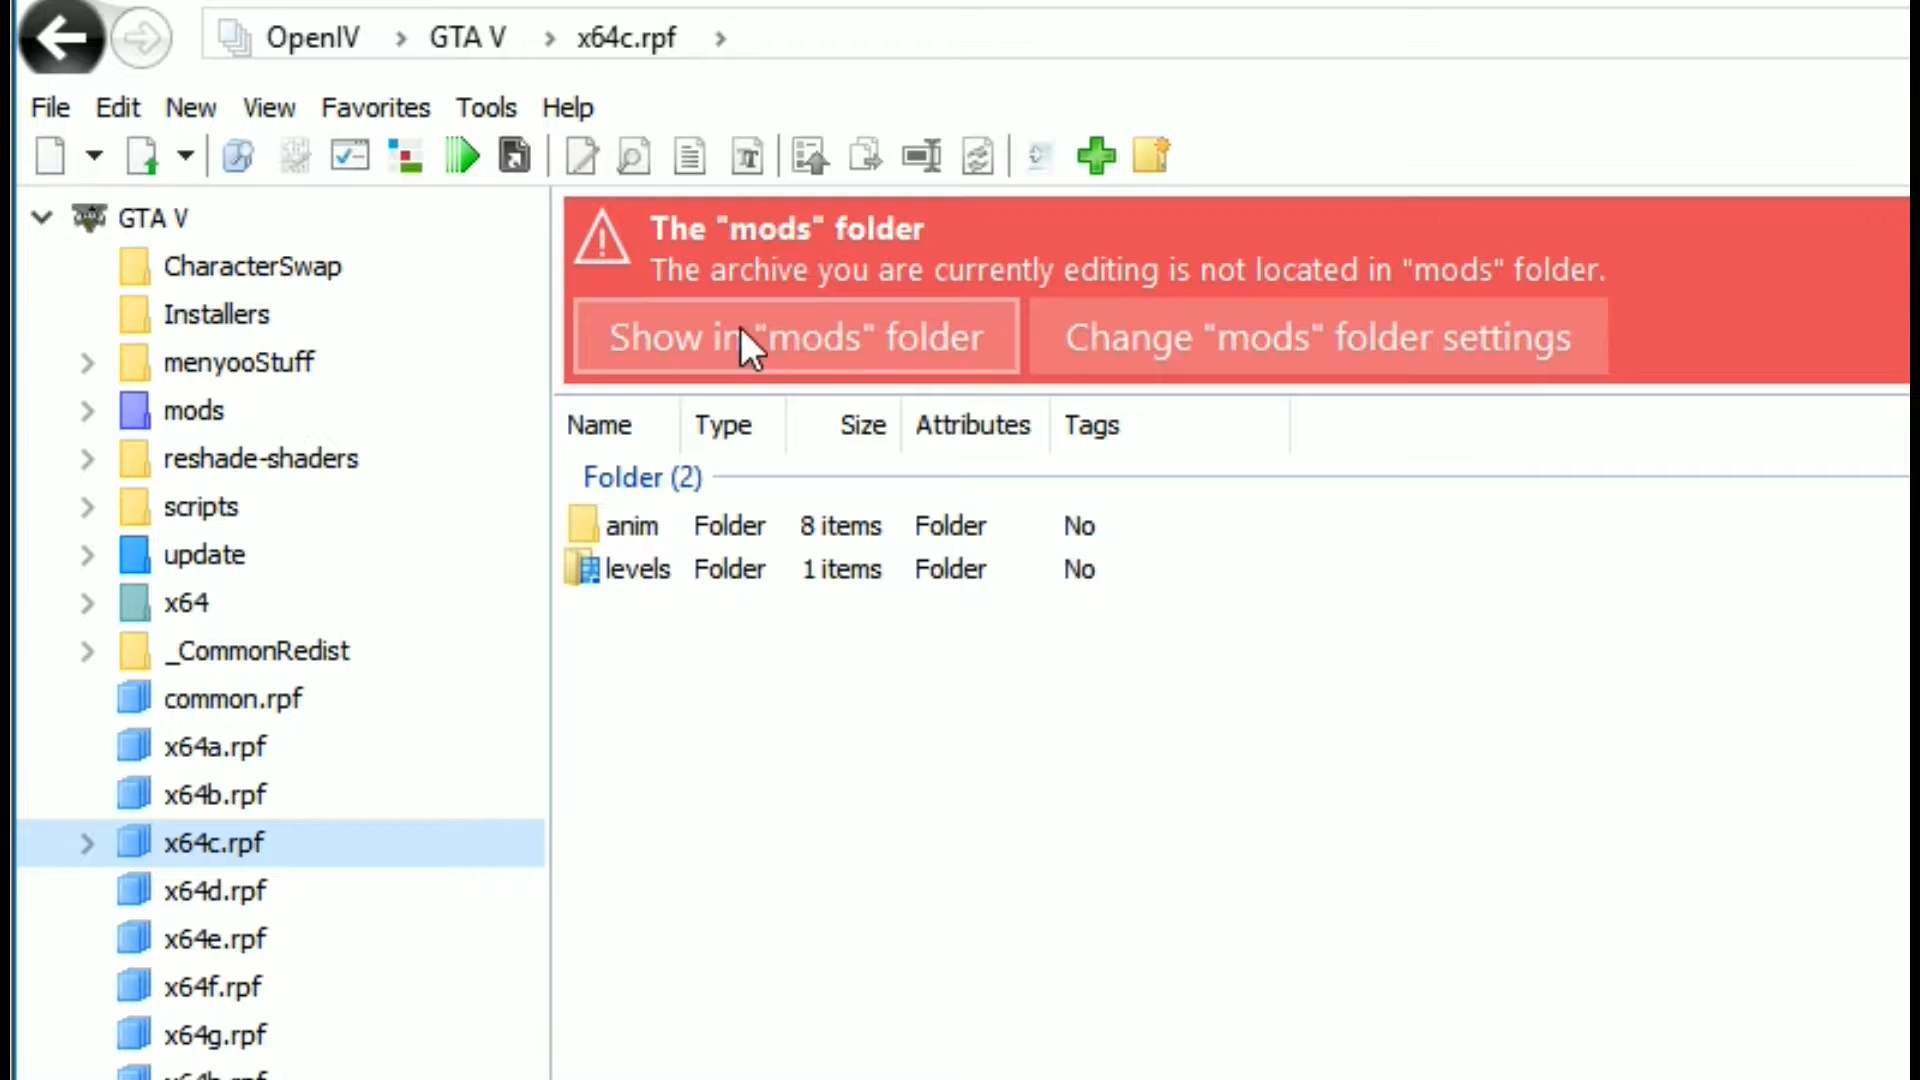 OpenIV > GTA V > x64c.rpf >
File Edit New View Favorites Tools Help
GTA V
CharacterSwap
Installers
menyooStuff
mods
reshade-shaders
scripts
update
x64
_CommonRedist
common.rpf
x64a.rpf
x64b.rpf
x64c.rpf
x64d.rpf
x64e.rpf
x64f.rpf
x64g.rpf
The "mods" folder
The archive you are currently editing is not located in "mods" folder.
Show in "mods" folder Change "mods" folder settings
Name Type Size Attributes Tags
Folder (2)
anim Folder 8 items Folder No
levels Folder 1 items Folder No